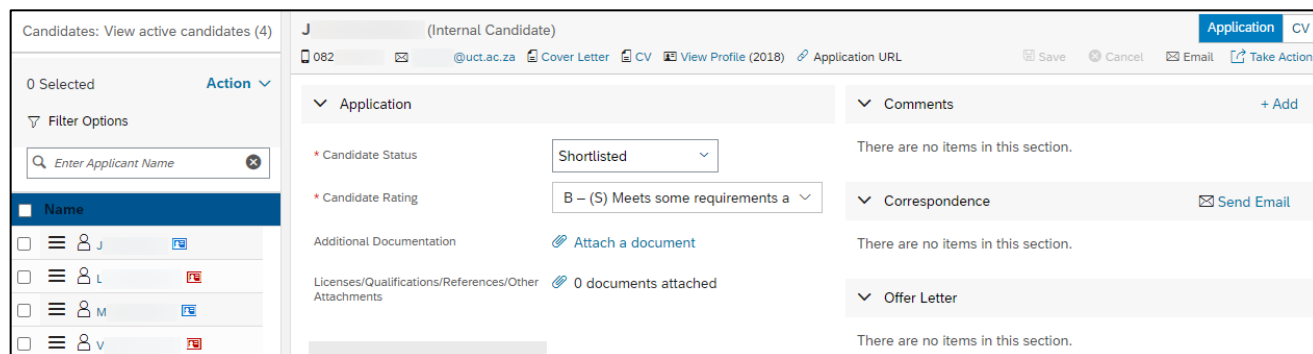 Candidates: View active candidates (4)
0 Selected Action
Filter Options
Enter Applicant Name
Name
J
L
M
V
J (Internal Candidate) Application CV
082 @uct.ac.za Cover Letter CV View Profile (2018) Application URL Save Cancel Email Take Action
Application
* Candidate Status Shortlisted
* Candidate Rating B – (S) Meets some requirements a
Additional Documentation Attach a document
Licenses/Qualifications/References/Other 0 documents attached
Attachments
Comments + Add
There are no items in this section.
Correspondence Send Email
There are no items in this section.
Offer Letter
There are no items in this section.